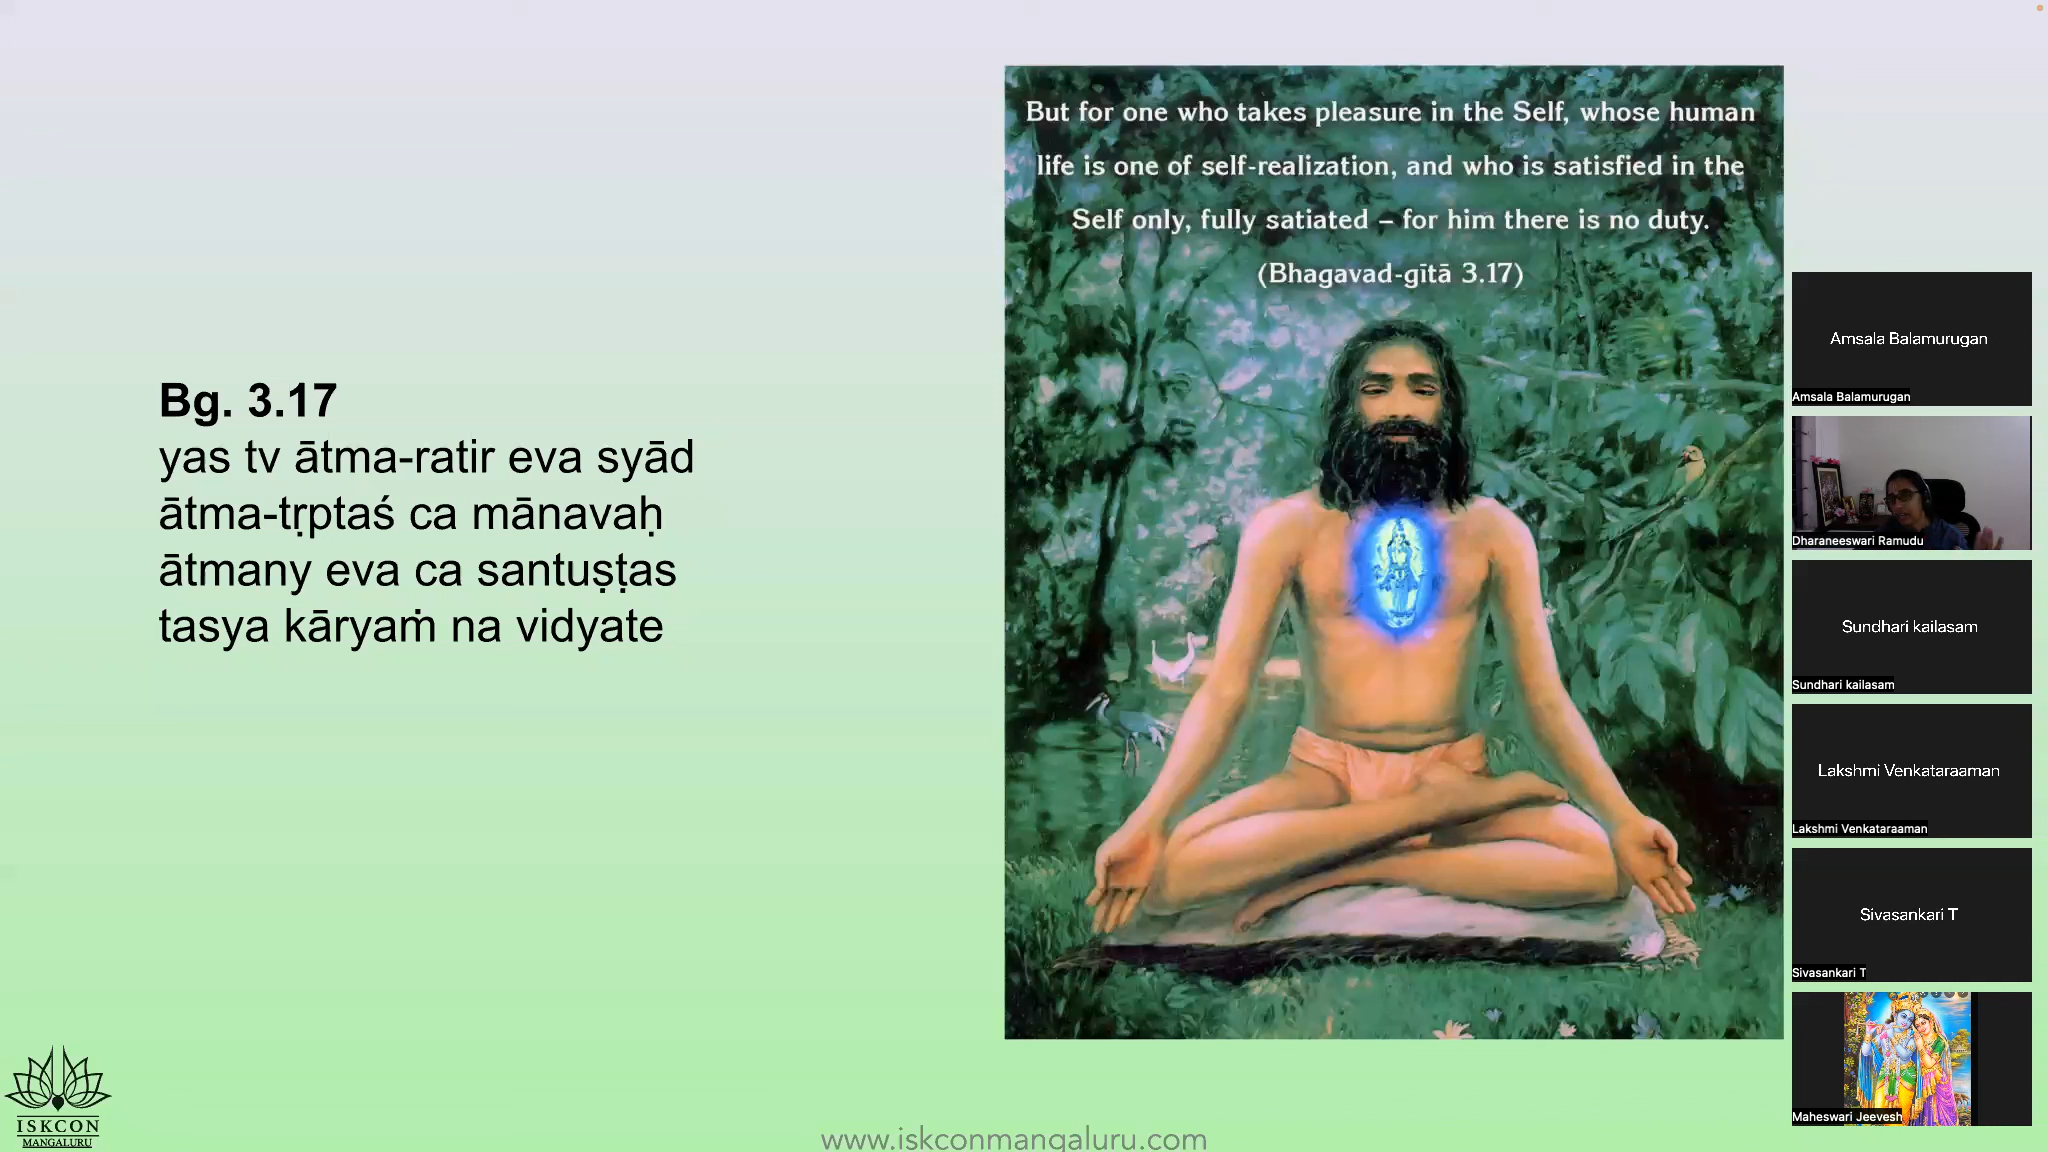 Bg. 3.17
yas tv ātma-ratir eva syād
ātma-tṛptaś ca mānavaḥ
ātmany eva ca santuṣṭas
tasya kāryaṁ na vidyate
But for one who takes pleasure in the Self, whose human
life is one of self-realization, and who is satisfied in the
Self only, fully satiated – for him there is no duty.
(Bhagavad-gītā 3.17)
Amsala Balamurugan
Amsala Balamurugan
Dharaneeswari Ramudu
Sundhari kailasam
Sundhari kailasam
Lakshmi Venkataraaman
Lakshmi Venkataraaman
Sivasankari T
Sivasankari T
Maheswari Jeevesh
ISKCON
MANGALURU
www.iskconmangaluru.com